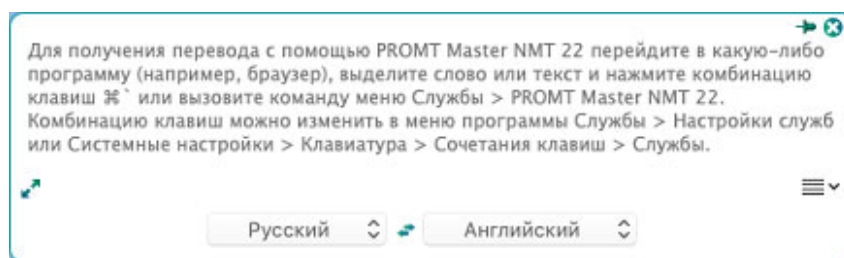 Для получения перевода с помощью PROMT Master NMT 22 перейдите в какую-либо
программу (например, браузер), выделите слово или текст и нажмите комбинацию
клавиш ⌘` или вызовите команду меню Службы > PROMT Master NMT 22.
Комбинацию клавиш можно изменить в меню программы Службы > Настройки служб
или Системные настройки > Клавиатура > Сочетания клавиш > Службы.
Русский Английский